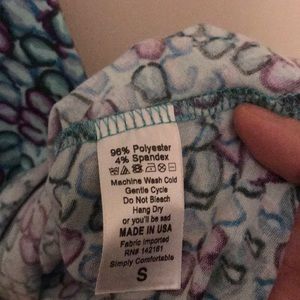 96% Polyester
4% Spandex
Machine Wash Cold
Gentle Cycle
Do Not Bleach
Hang Dry
or you'll be sad
MADE IN USA
Fabric Imported
RN# 142161
Simply Comfortable
S